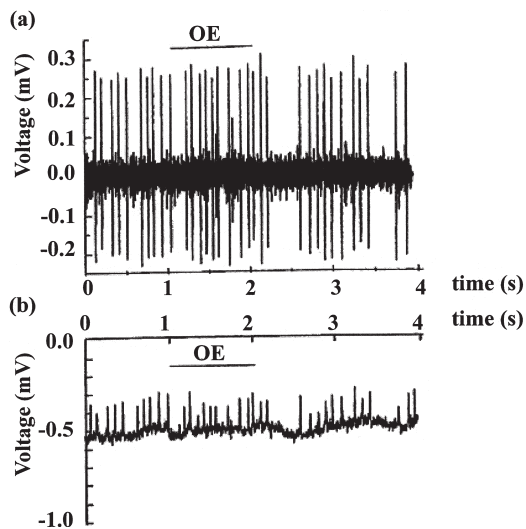 (a)
OE
Voltage (mV)
0.3
0.2
0.1
0.0
-0.1
-0.2
0 1 2 3 4 time (s)
(b)
0 1 2 3 4 time (s)
OE
Voltage (mV)
0.0
-0.5
-1.0